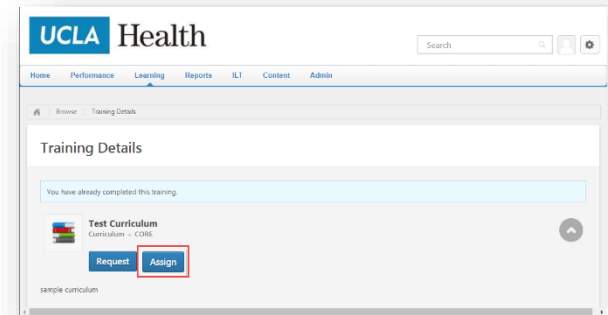 UCLA Health
Search
Home Performance Learning Reports ILT Content Admin
Browse Training Details
Training Details
You have already completed this training.
Test Curriculum
Curriculum • CORE
Request Assign
sample curriculum